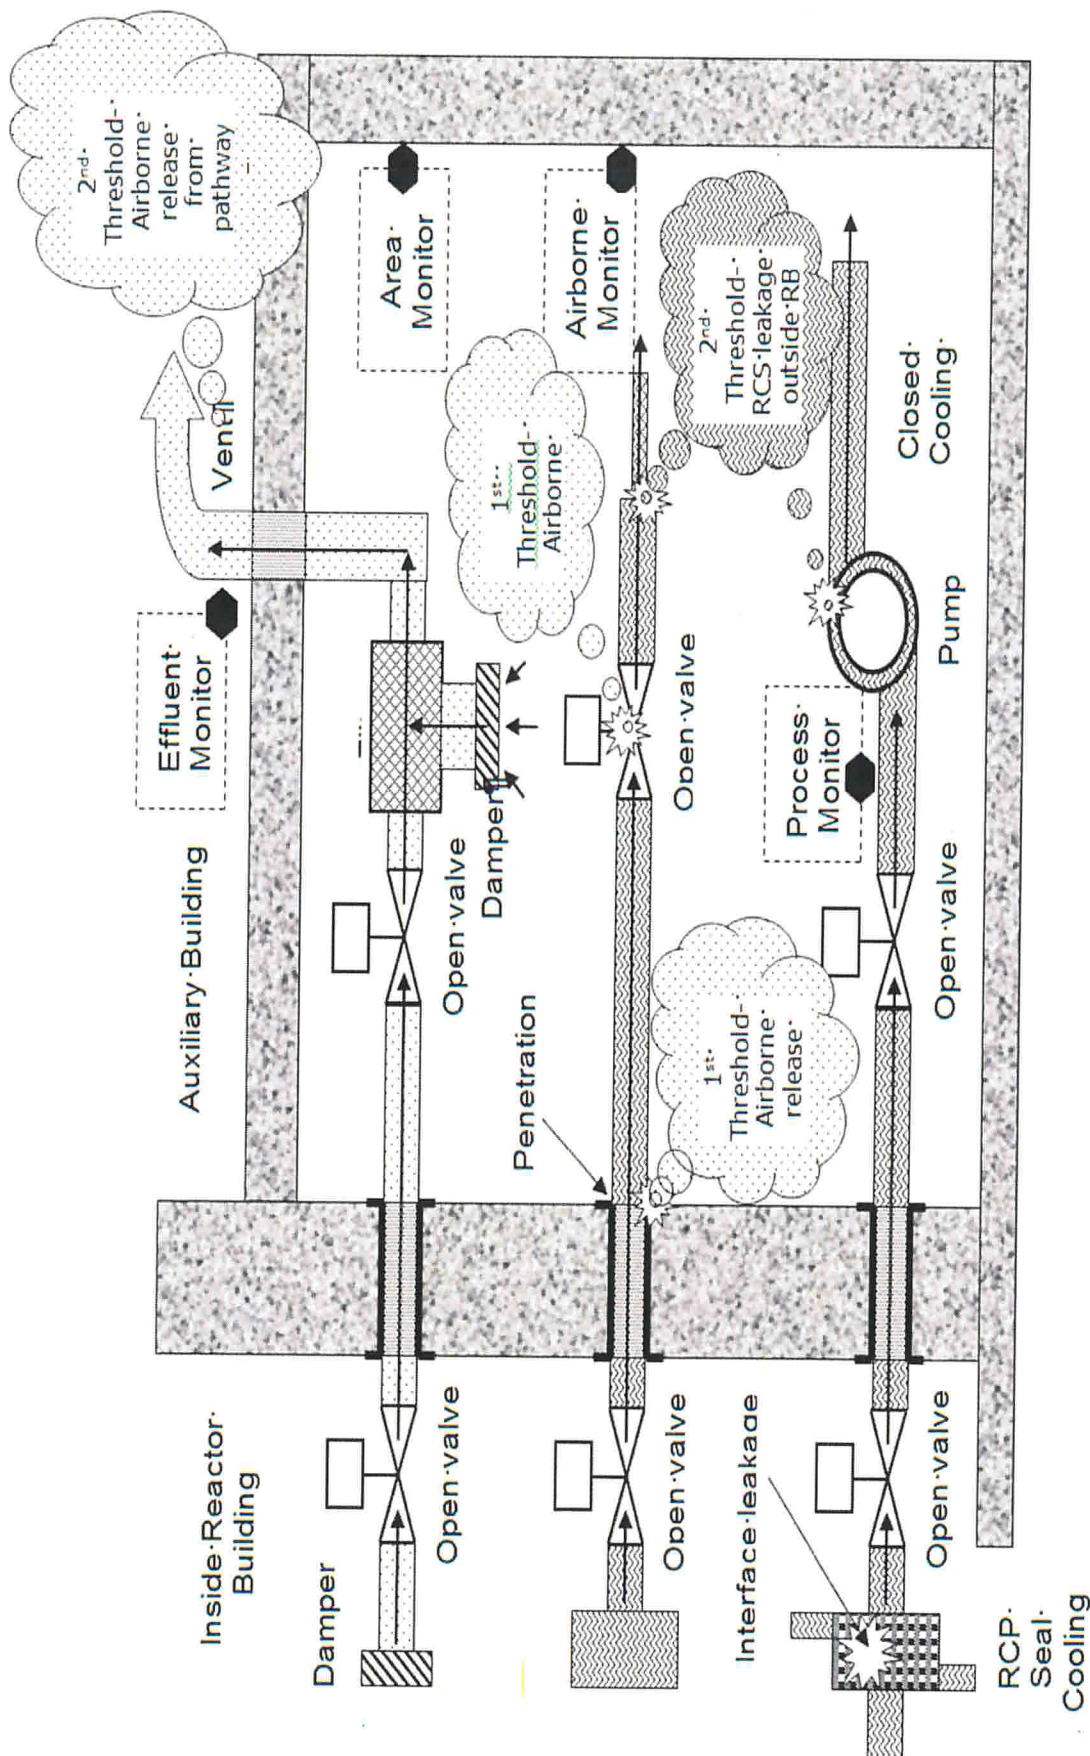 2nd
Threshold-
Airborne
release
from
pathway
Effluent
Monitor
Area
Monitor
Auxiliary Building
Airborne
Monitor
1st
Threshold-
Airborne
Inside Reactor
Building
Damper
Open valve
Open valve
Damper
2nd
Threshold-
RCS leakage
outside RB
Penetration
Open valve
Open valve
1st
Threshold-
Airborne
release
Process
Monitor
Closed
Cooling
Interface leakage
Open valve
Open valve
Pump
RCP
Seal
Cooling